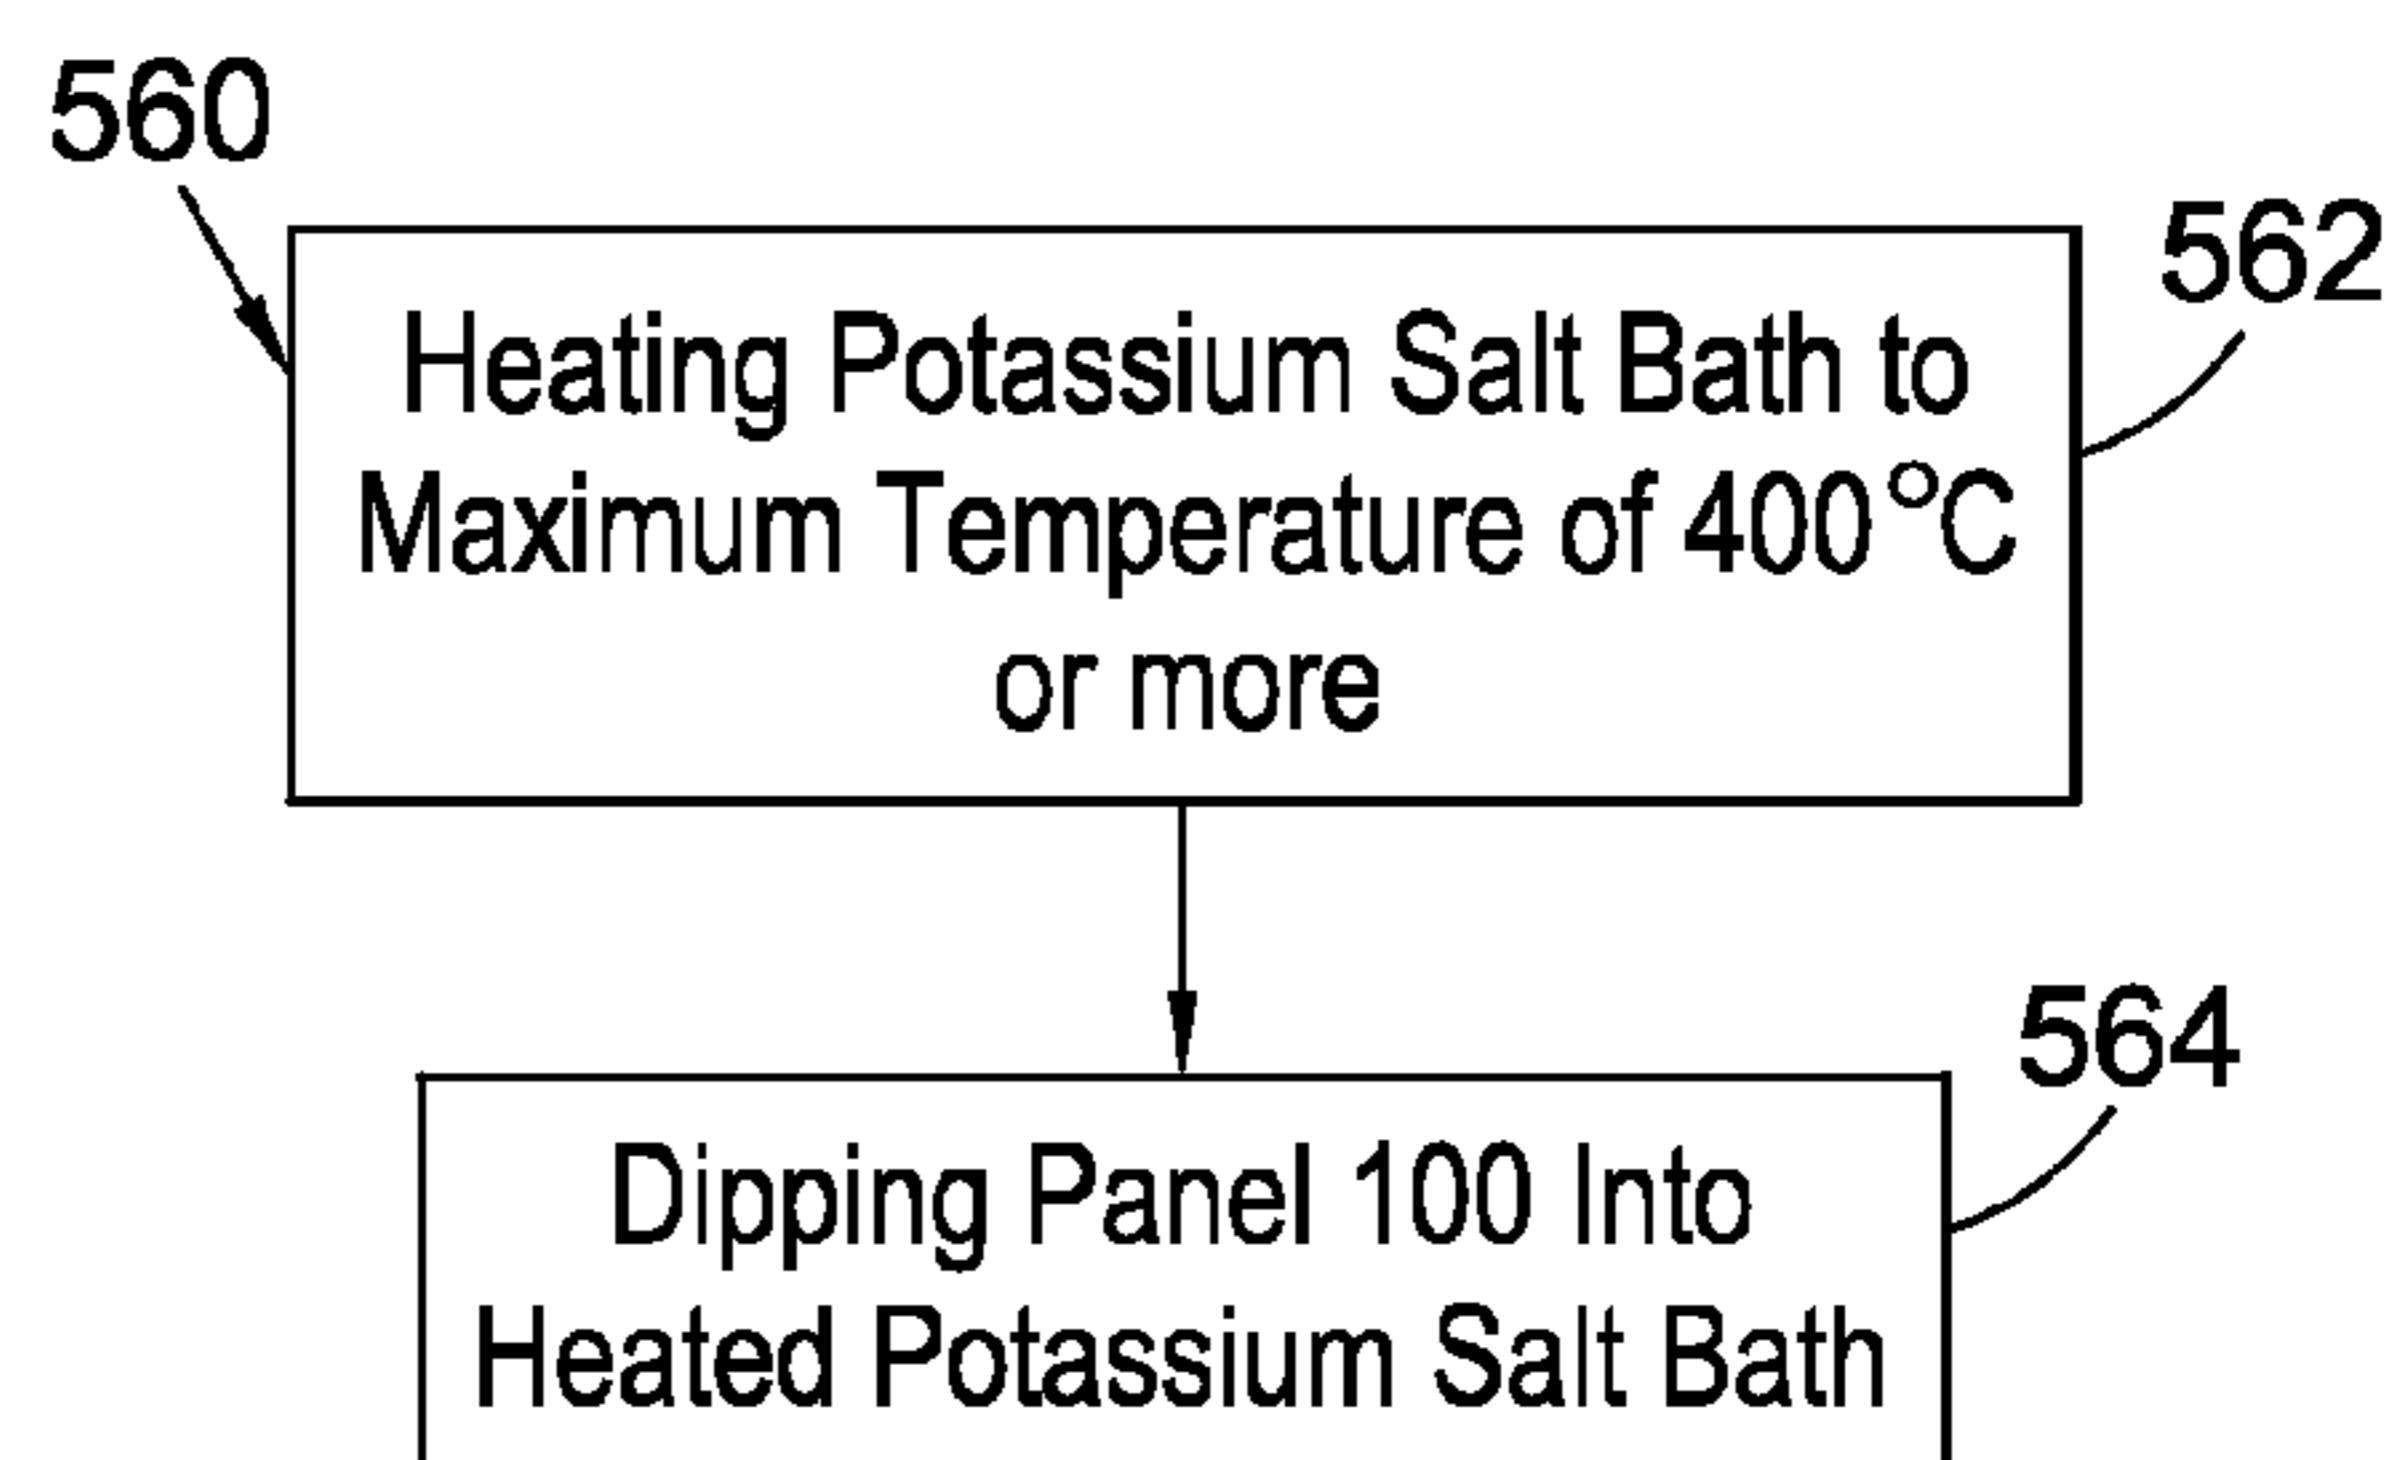 560
562
Heating Potassium Salt Bath to
Maximum Temperature of 400°C
or more
564
Dipping Panel 100 Into
Heated Potassium Salt Bath